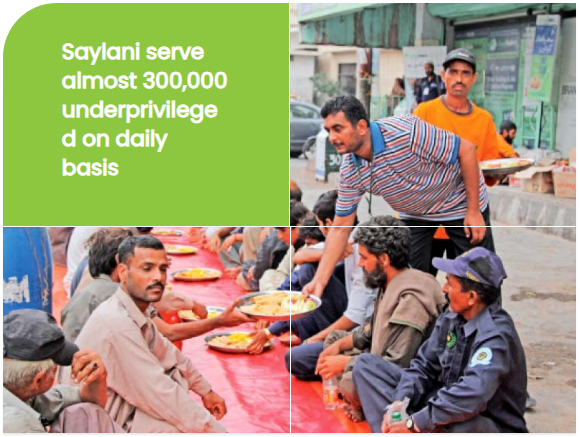 Saylani serve
almost 300,000
underprivilege
d on daily
basis